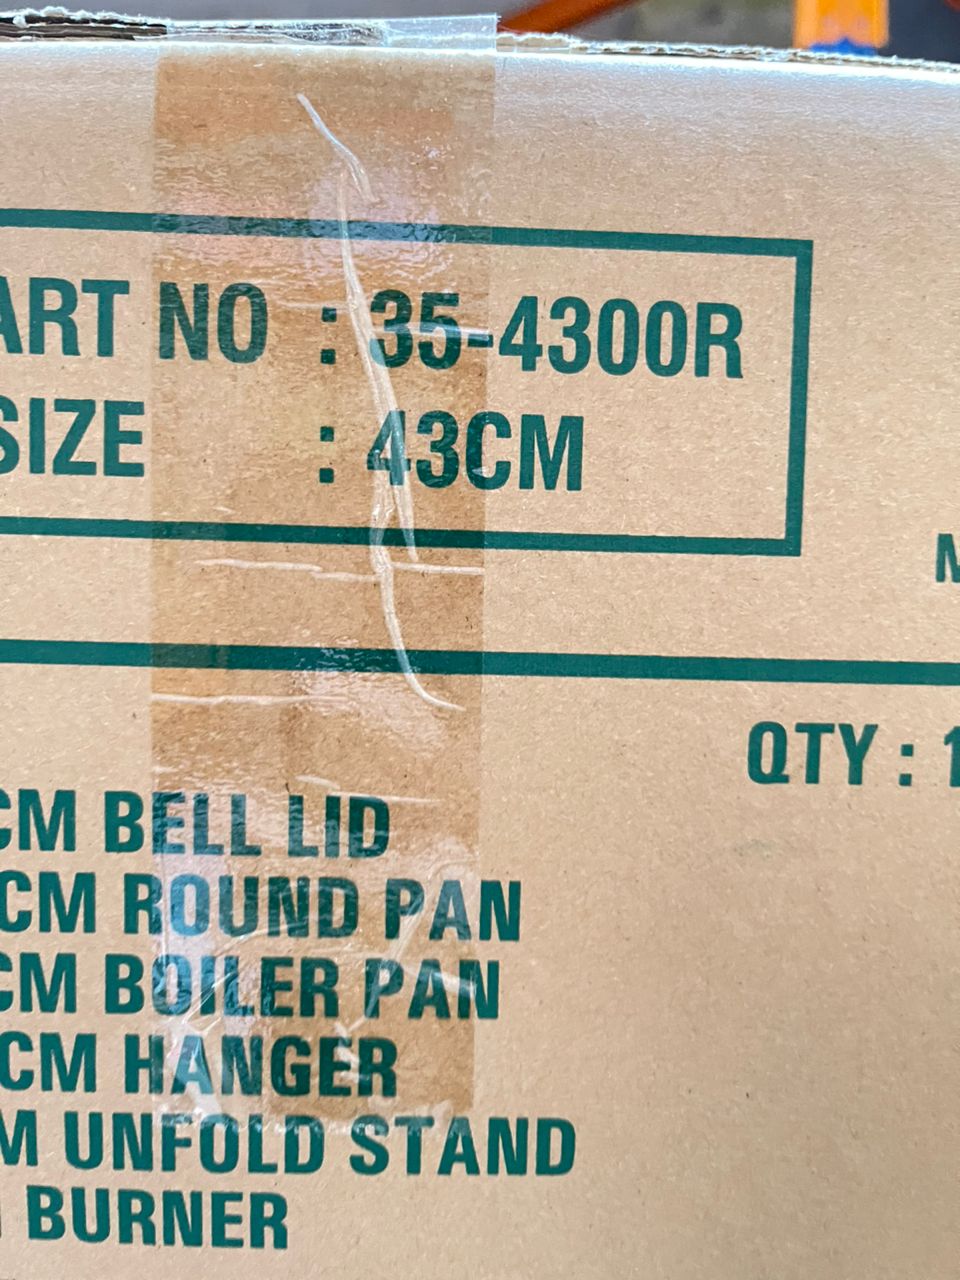 ART NO : 35-4300R
SIZE : 43CM
M
QTY : 1
CM BELL LID
CM ROUND PAN
CM BOILER PAN
CM HANGER
M UNFOLD STAND
BURNER